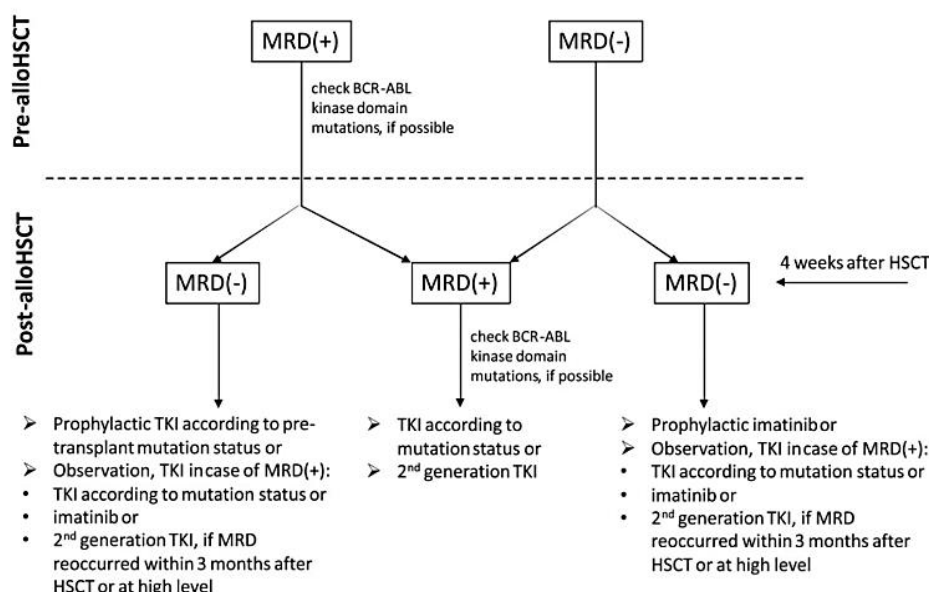 Pre-alloHSCT
MRD(+)
MRD(-)
check BCR-ABL
kinase domain
mutations, if possible
Post-alloHSCT
MRD(-)
MRD(+)
MRD(-)
4 weeks after HSCT
check BCR-ABL
kinase domain
mutations, if possible
➢ Prophylactic TKI according to pre-
transplant mutation status or
➢ Observation, TKI in case of MRD(+):
• TKI according to mutation status or
• imatinib or
• 2nd generation TKI, if MRD
reoccurred within 3 months after
HSCT or at high level
➢ TKI according to
mutation status or
➢ 2nd generation TKI
➢ Prophylactic imatinib or
➢ Observation, TKI in case of MRD(+):
• TKI according to mutation status or
• imatinib or
• 2nd generation TKI, if MRD
reoccurred within 3 months after
HSCT or at high level